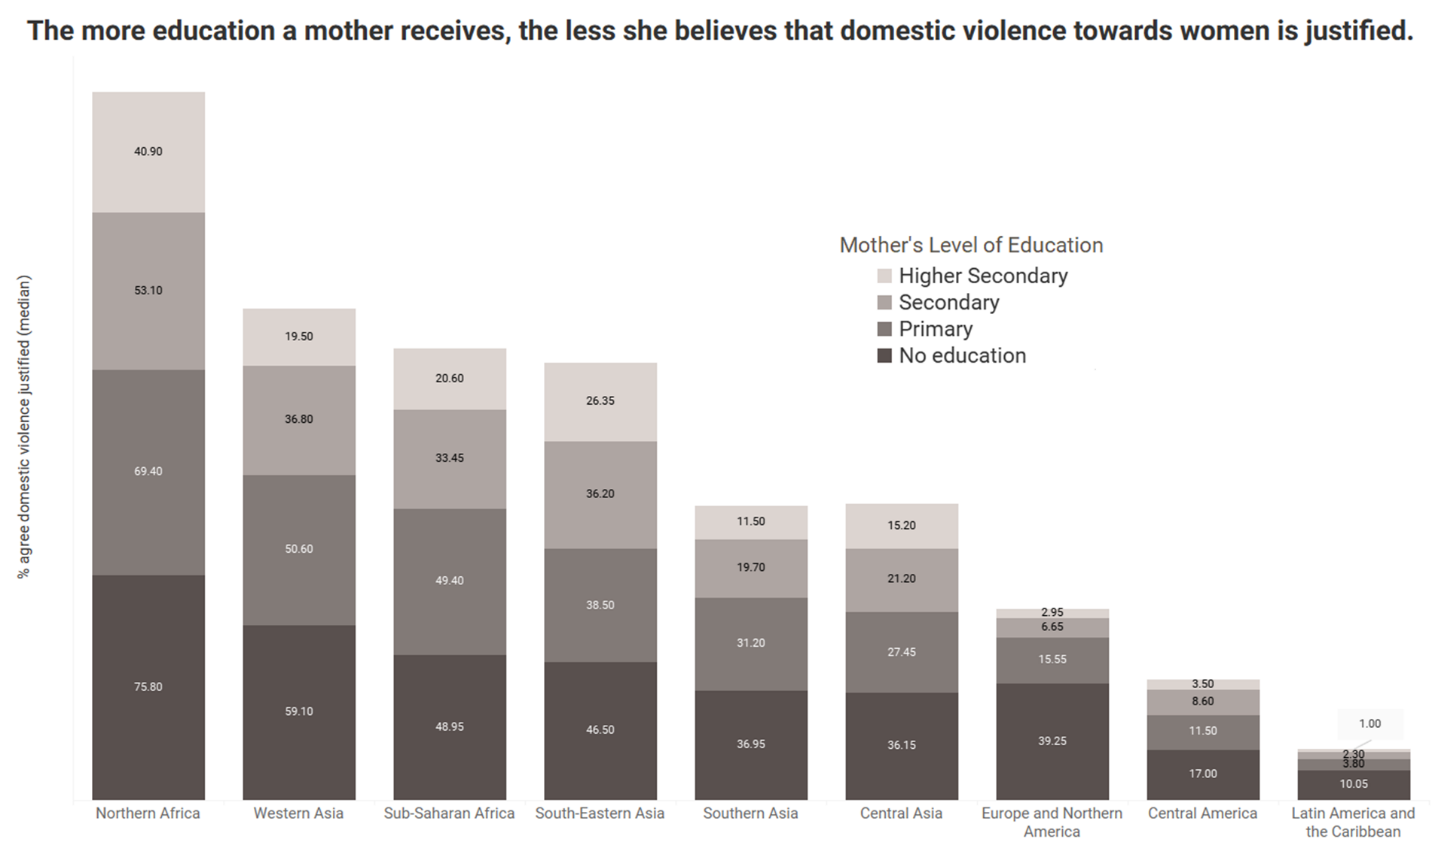 The more education a mother receives, the less she believes that domestic violence towards women is justified.
% agree domestic violence justified (median)
Mother's Level of Education
Higher Secondary
Secondary
Primary
No education
40.90
53.10
69.40
75.80
19.50
36.80
50.60
59.10
20.60
33.45
49.40
48.95
26.35
36.20
38.50
46.50
11.50
19.70
31.20
36.95
15.20
21.20
27.45
36.15
2.95
6.65
15.55
39.25
3.50
8.60
11.50
17.00
1.00
2.30
3.80
10.05
Northern Africa
Western Asia
Sub-Saharan Africa
South-Eastern Asia
Southern Asia
Central Asia
Europe and Northern
America
Central America
Latin America and
the Caribbean